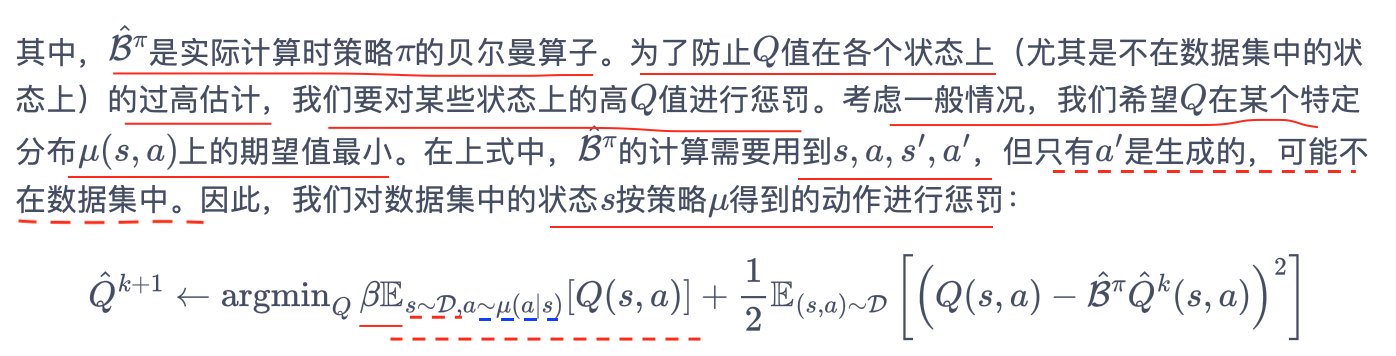 其中，$\hat{\mathcal{B}}^{\pi}$是实际计算时策略$\pi$的贝尔曼算子。为了防止$Q$值在各个状态上（尤其是不在数据集中的状
态上）的过高估计，我们要对某些状态上的高$Q$值进行惩罚。考虑一般情况，我们希望$Q$在某个特定
分布$\mu(s,a)$上的期望值最小。在上式中，$\hat{\mathcal{B}}^{\pi}$的计算需要用到$s,a,s',a'$，但只有$a'$是生成的，可能不
在数据集中。因此，我们对数据集中的状态$s$按策略$\mu$得到的动作进行惩罚：
$\hat{Q}^{k+1} \leftarrow \text{argmin}_{Q}\, \beta\mathbb{E}_{s\sim\mathcal{D},a\sim\mu(a|s)}[Q(s,a)] + \frac{1}{2}\mathbb{E}_{(s,a)\sim\mathcal{D}}\left[\left(Q(s,a) - \hat{\mathcal{B}}^{\pi}\hat{Q}^{k}(s,a)\right)^{2}\right]$